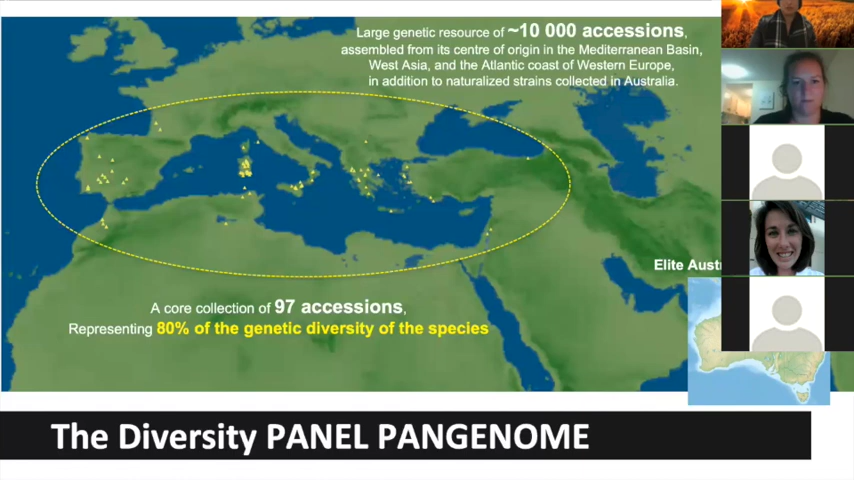 Large genetic resource of ~10 000 accessions,
assembled from its centre of origin in the Mediterranean Basin,
West Asia, and the Atlantic coast of Western Europe,
in addition to naturalized strains collected in Australia.
Elite Aust
A core collection of 97 accessions,
Representing 80% of the genetic diversity of the species
The Diversity PANEL PANGENOME